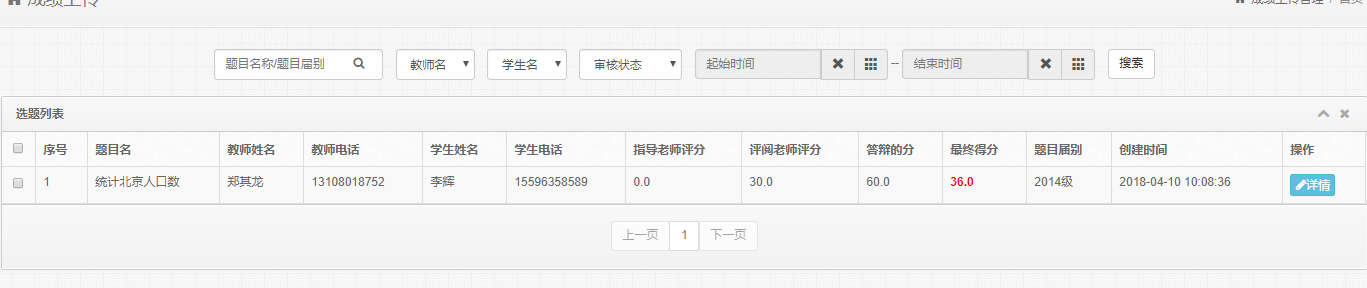 成绩上传
成绩上传管理 / 首页
题目名称/题目届别 教师名 学生名 审核状态 起始时间 -- 结束时间 搜索
选题列表
序号 题目名 教师姓名 教师电话 学生姓名 学生电话 指导老师评分 评阅老师评分 答辩的分 最终得分 题目届别 创建时间 操作
1 统计北京人口数 郑其龙 13108018752 李辉 15596358589 0.0 30.0 60.0 36.0 2014级 2018-04-10 10:08:36 详情
上一页 1 下一页